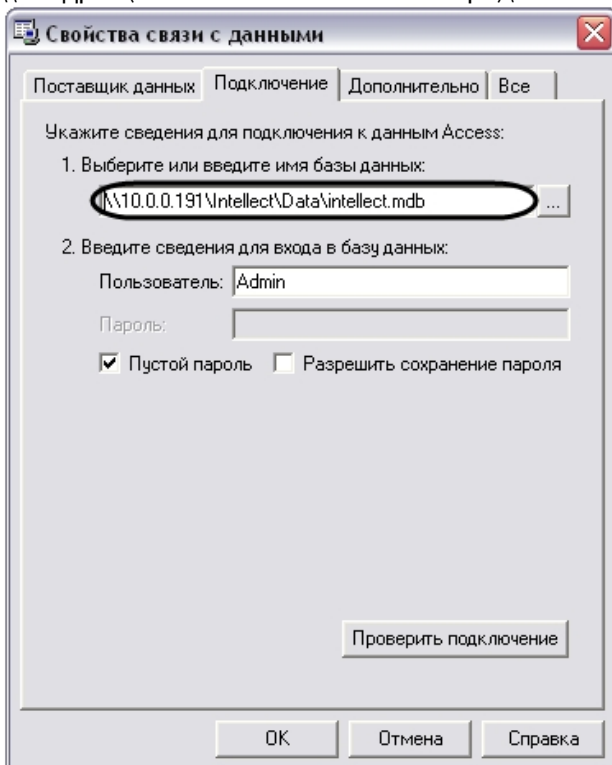 Свойства связи с данными
Поставщик данных Подключение Дополнительно Все
Укажите сведения для подключения к данным Access:
1. Выберите или введите имя базы данных:
\\10.0.0.191\Intellect\Data\intellect.mdb ...
2. Введите сведения для входа в базу данных:
Пользователь: Admin
Пароль:
Пустой пароль Разрешить сохранение пароля
Проверить подключение
OK Отмена Справка